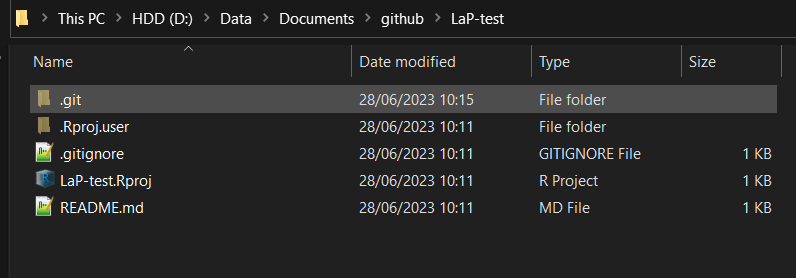 This PC > HDD (D:) > Data > Documents > github > LaP-test
Name Date modified Type Size
.git 28/06/2023 10:15 File folder
.Rproj.user 28/06/2023 10:11 File folder
.gitignore 28/06/2023 10:11 GITIGNORE File 1 KB
LaP-test.Rproj 28/06/2023 10:11 R Project 1 KB
README.md 28/06/2023 10:11 MD File 1 KB